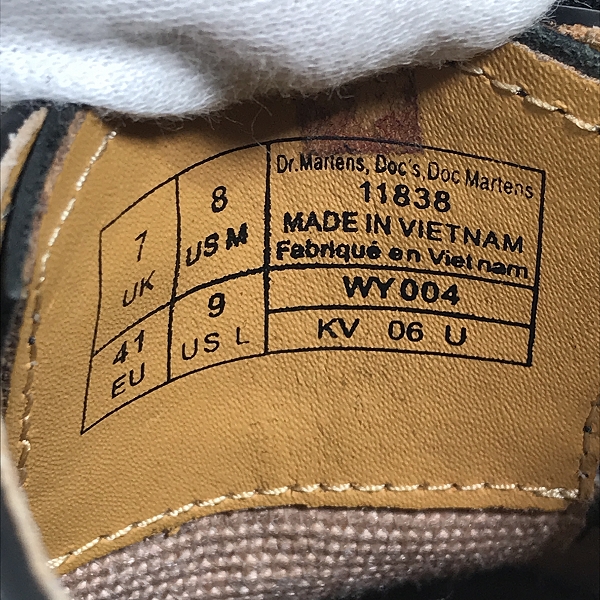 7
UK
8
US M
41
EU
9
US L
Dr.Martens, Doc's, Doc Martens
11838
MADE IN VIETNAM
Fabriqué en Vietnam
WY004
KV 06 U